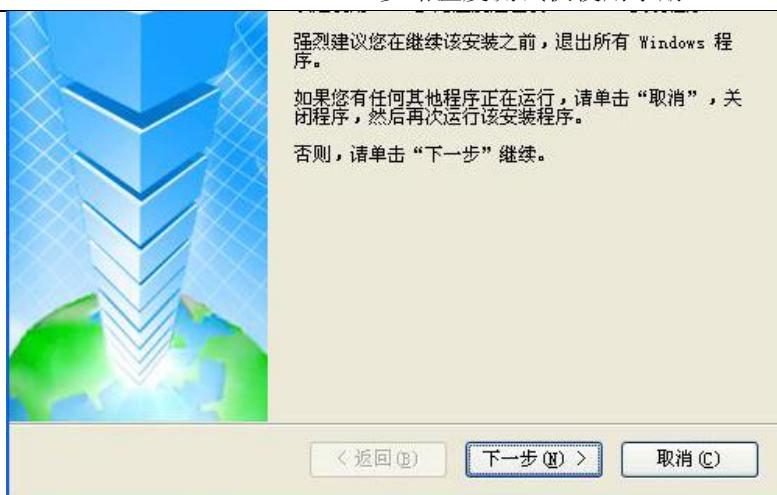 强烈建议您在继续该安装之前，退出所有 Windows 程
序。
如果您有任何其他程序正在运行，请单击“取消”，关
闭程序，然后再次运行该安装程序。
否则，请单击“下一步”继续。
< 返回(B)
下一步(N) >
取消(C)